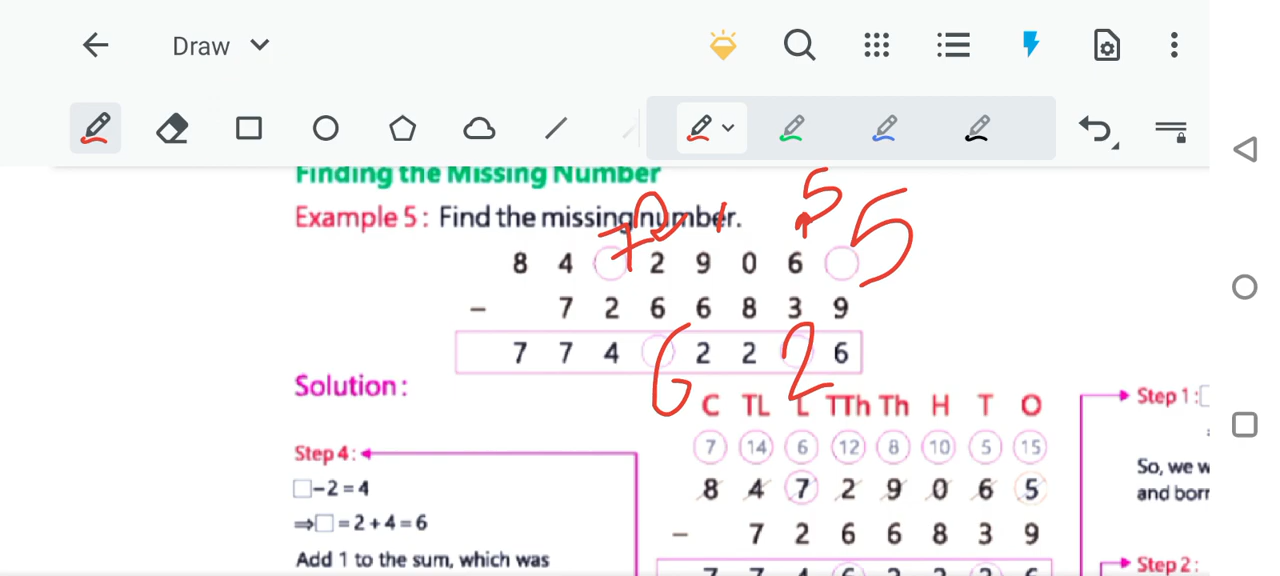 Draw
Finding the Missing Number
Example 5 : Find the missing number.
5
7 5
8 4 2 9 0 6
– 7 2 6 6 8 3 9
7 7 4 6 2 2 2 6
Solution :
C TL L TTh Th H T O
7 14 6 12 8 10 5 15
8 4 7 2 9 0 6 5
– 7 2 6 6 8 3 9
Step 4 :
□ – 2 = 4
⇒ □ = 2 + 4 = 6
Add 1 to the sum, which was
Step 1 :
So, we w
and borr
Step 2 :